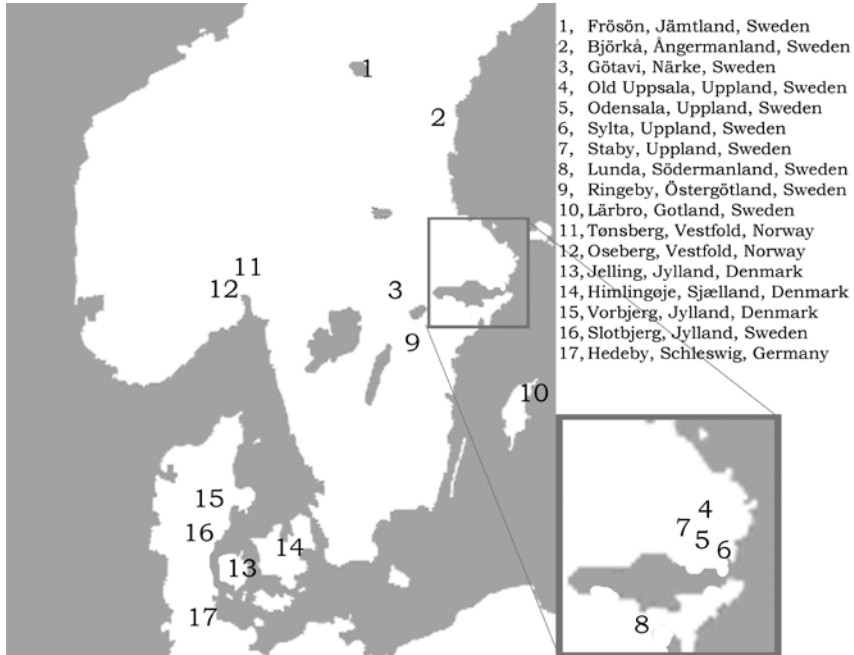 1, Frösön, Jämtland, Sweden
2, Björkå, Ångermanland, Sweden
3, Götavi, Närke, Sweden
4, Old Uppsala, Uppland, Sweden
5, Odensala, Uppland, Sweden
6, Sylta, Uppland, Sweden
7, Staby, Uppland, Sweden
8, Lunda, Södermanland, Sweden
9, Ringeby, Östergötland, Sweden
10, Lärbro, Gotland, Sweden
11, Tønsberg, Vestfold, Norway
12, Oseberg, Vestfold, Norway
13, Jelling, Jylland, Denmark
14, Himlingøje, Sjælland, Denmark
15, Vorbjerg, Jylland, Denmark
16, Slotbjerg, Jylland, Sweden
17, Hedeby, Schleswig, Germany
1
2
11
12
3
9
10
15
16
14
13
17
4
7
5
6
8